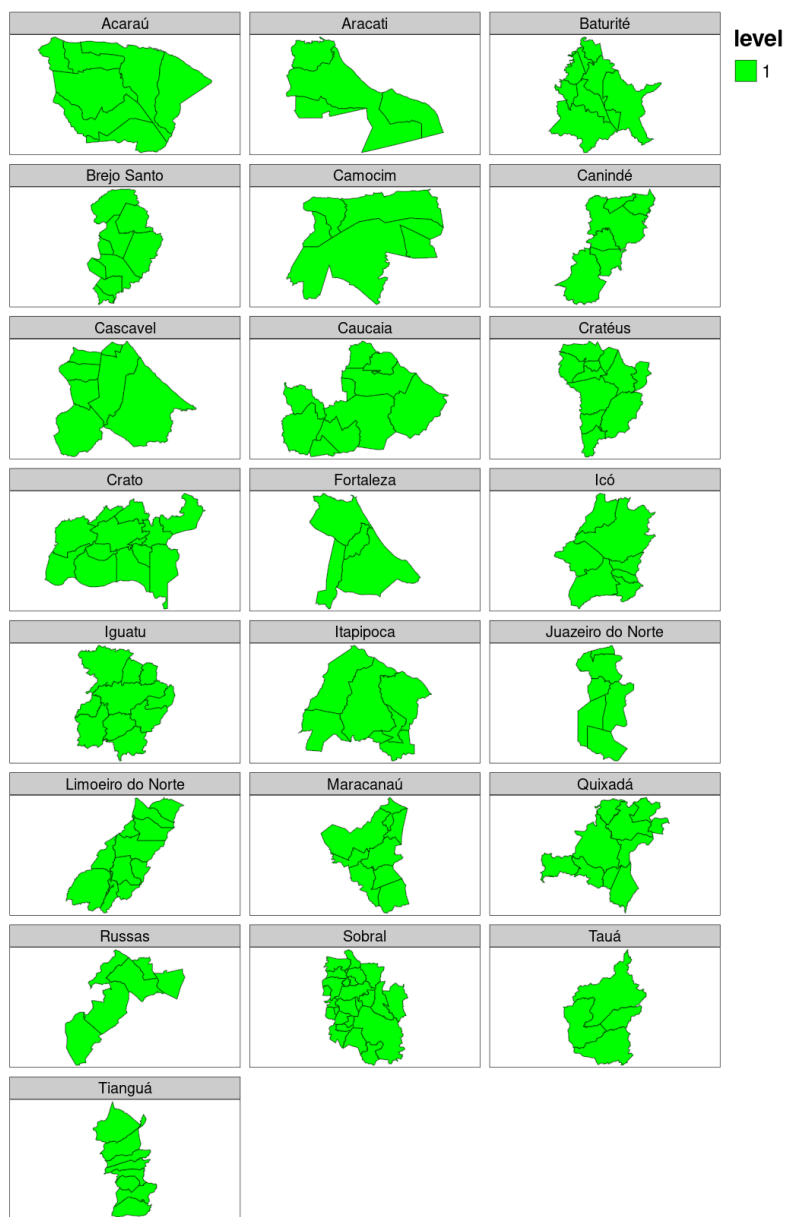 Acaraú
Aracati
Baturité
level
1
Brejo Santo
Camocim
Canindé
Cascavel
Caucaia
Cratéus
Crato
Fortaleza
Icó
Iguatu
Itapipoca
Juazeiro do Norte
Limoeiro do Norte
Maracanaú
Quixadá
Russas
Sobral
Tauá
Tianguá